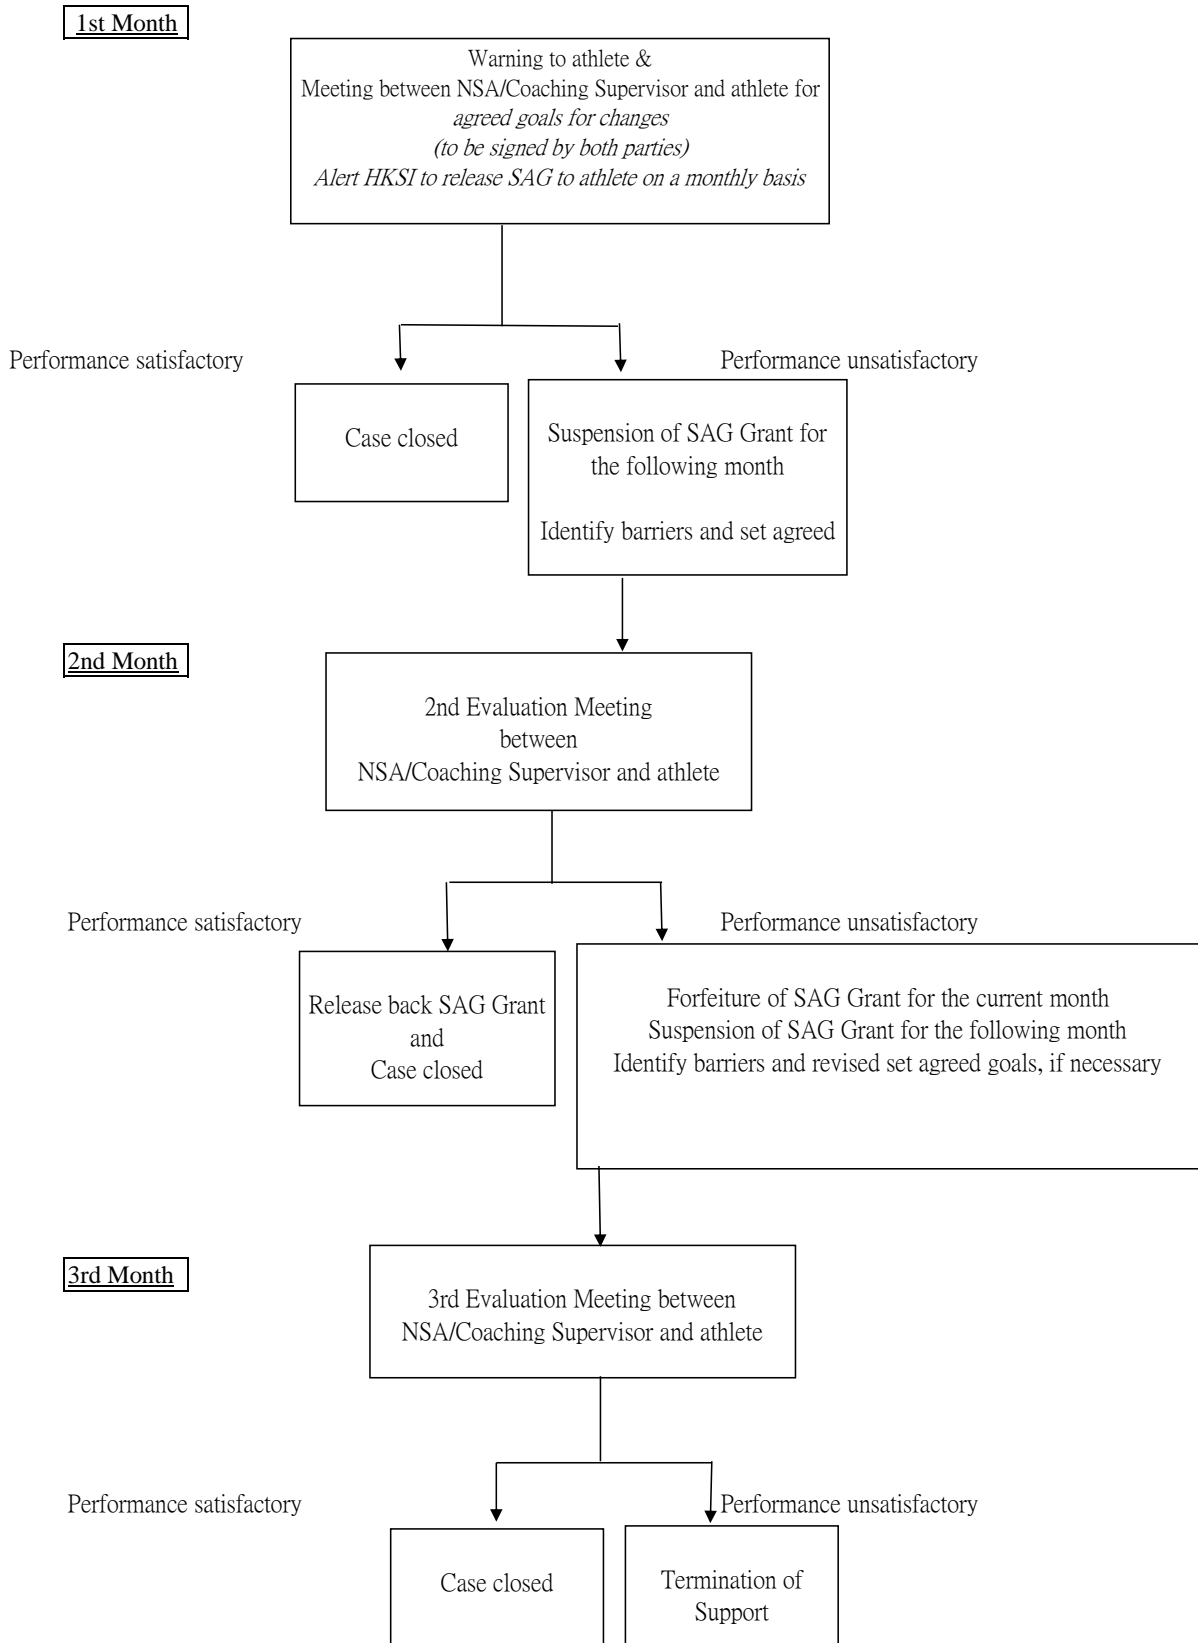 1st Month
Warning to athlete &
Meeting between NSA/Coaching Supervisor and athlete for
agreed goals for changes
(to be signed by both parties)
Alert HKSI to release SAG to athlete on a monthly basis
Performance satisfactory
Performance unsatisfactory
Case closed
Suspension of SAG Grant for
the following month
Identify barriers and set agreed
2nd Month
2nd Evaluation Meeting
between
NSA/Coaching Supervisor and athlete
Performance satisfactory
Performance unsatisfactory
Release back SAG Grant
and
Case closed
Forfeiture of SAG Grant for the current month
Suspension of SAG Grant for the following month
Identify barriers and revised set agreed goals, if necessary
3rd Month
3rd Evaluation Meeting between
NSA/Coaching Supervisor and athlete
Performance satisfactory
Performance unsatisfactory
Case closed
Termination of
Support